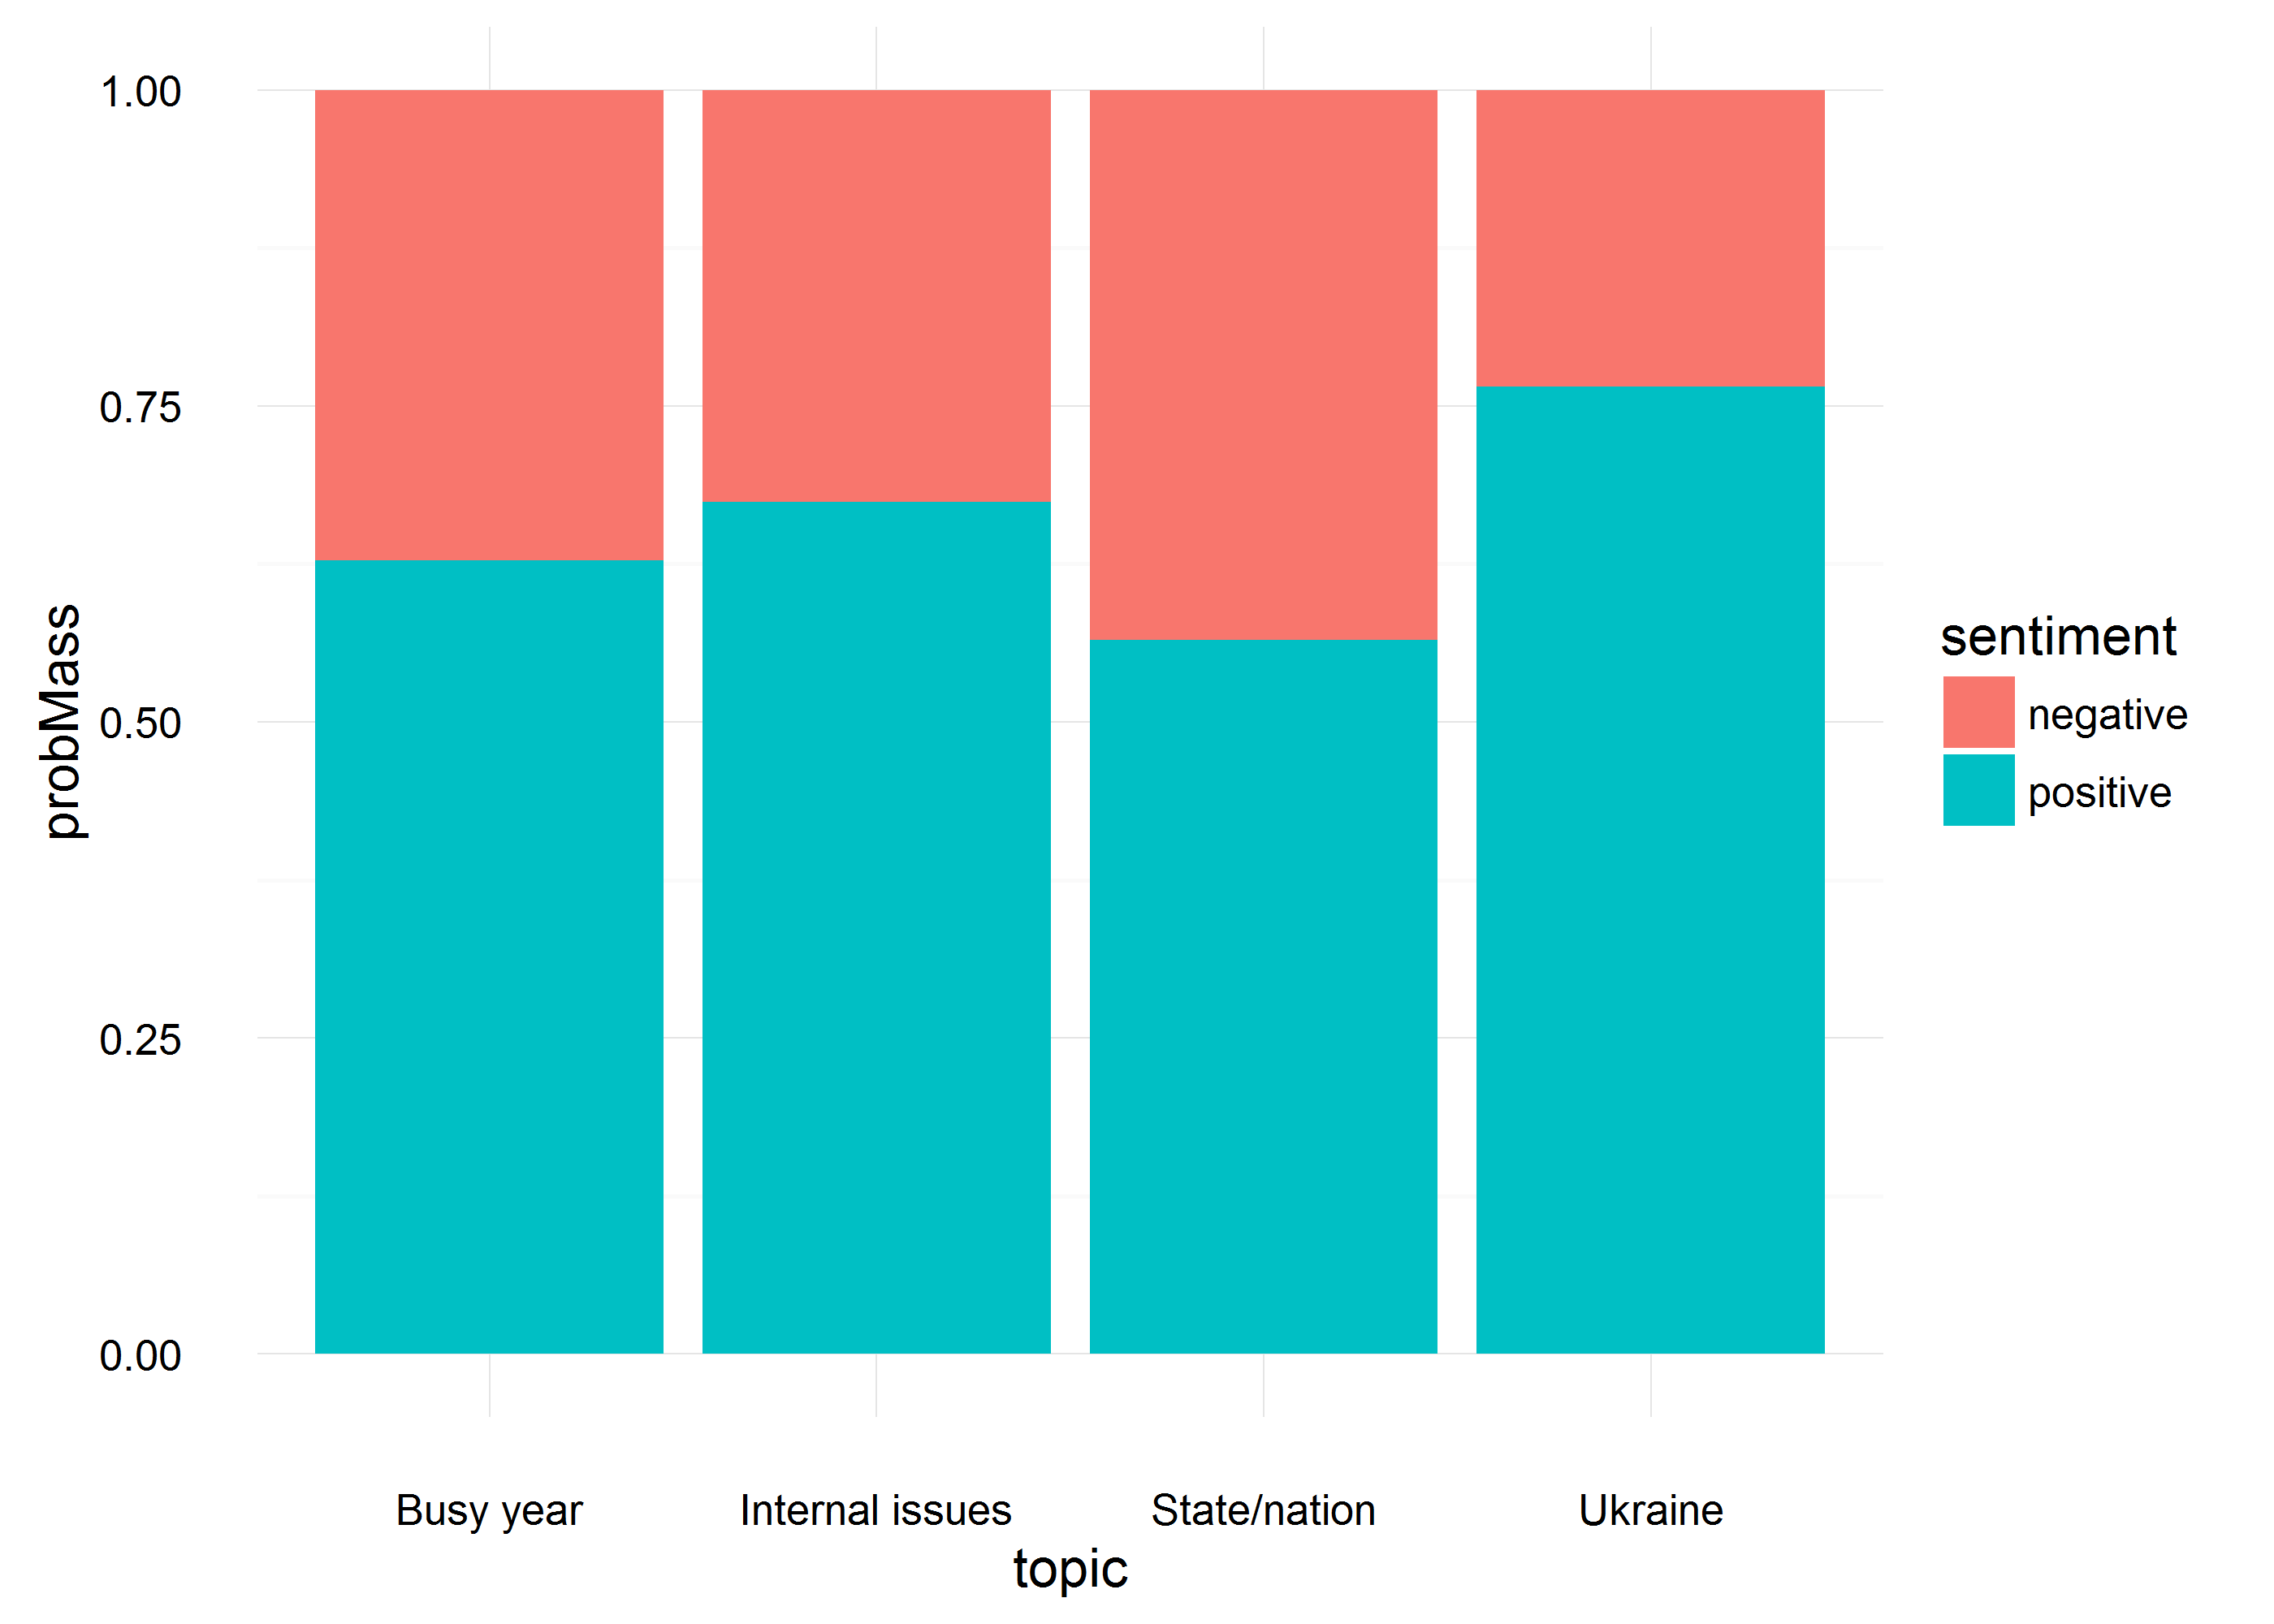 1.00
0.75
0.50
0.25
0.00
probMass
Busy year
Internal issues
State/nation
Ukraine
topic
sentiment
negative
positive